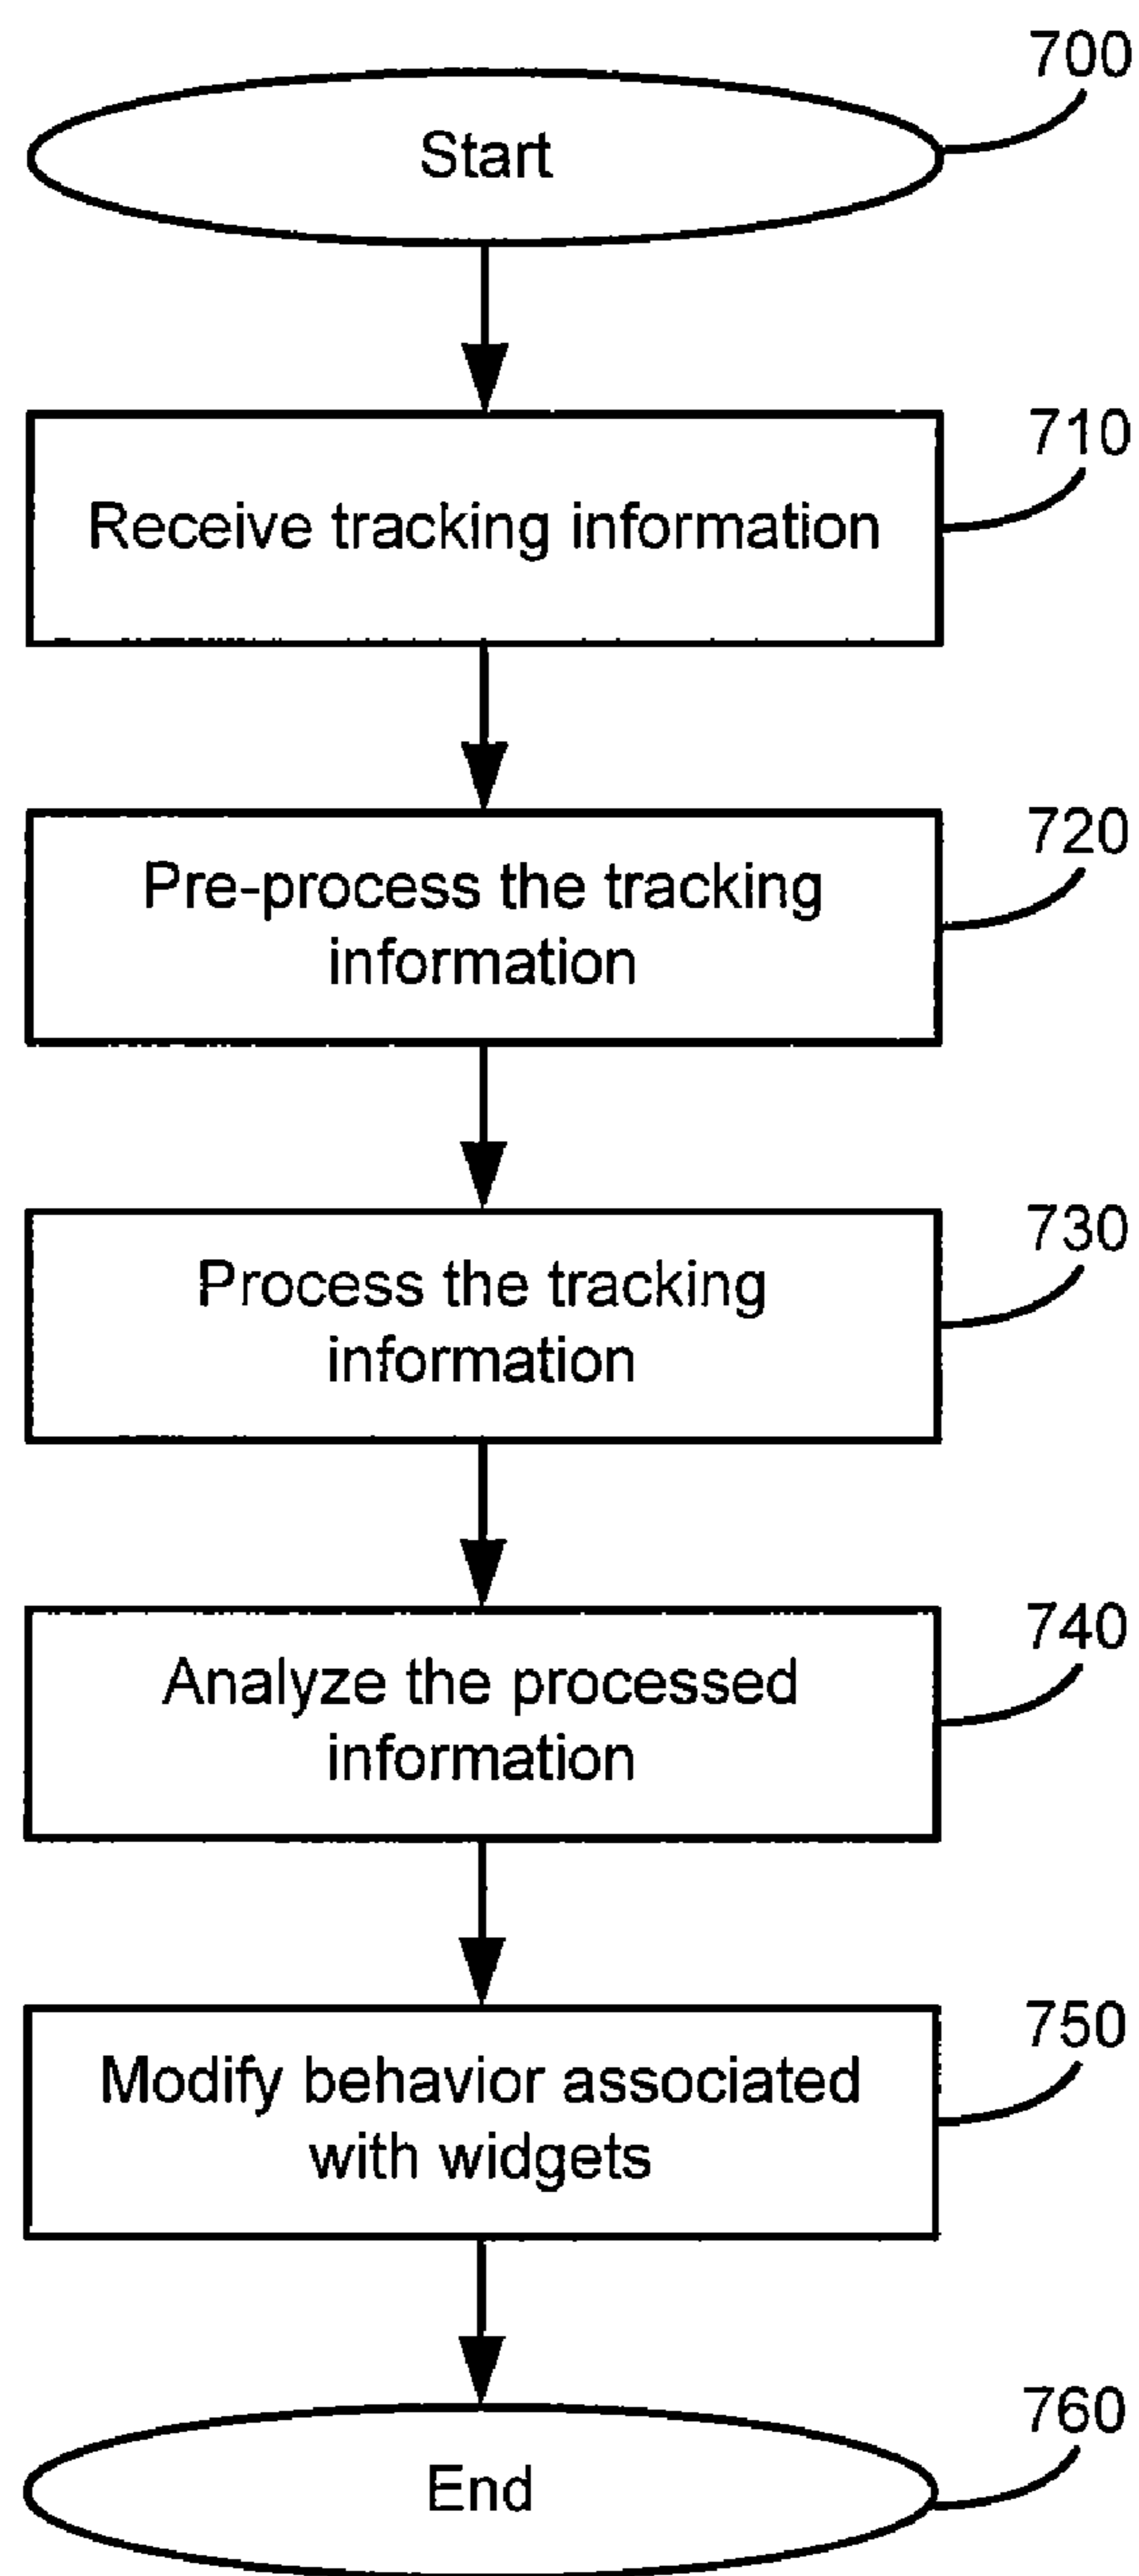 700
Start
710
Receive tracking information
720
Pre-process the tracking
information
730
Process the tracking
information
740
Analyze the processed
information
750
Modify behavior associated
with widgets
760
End